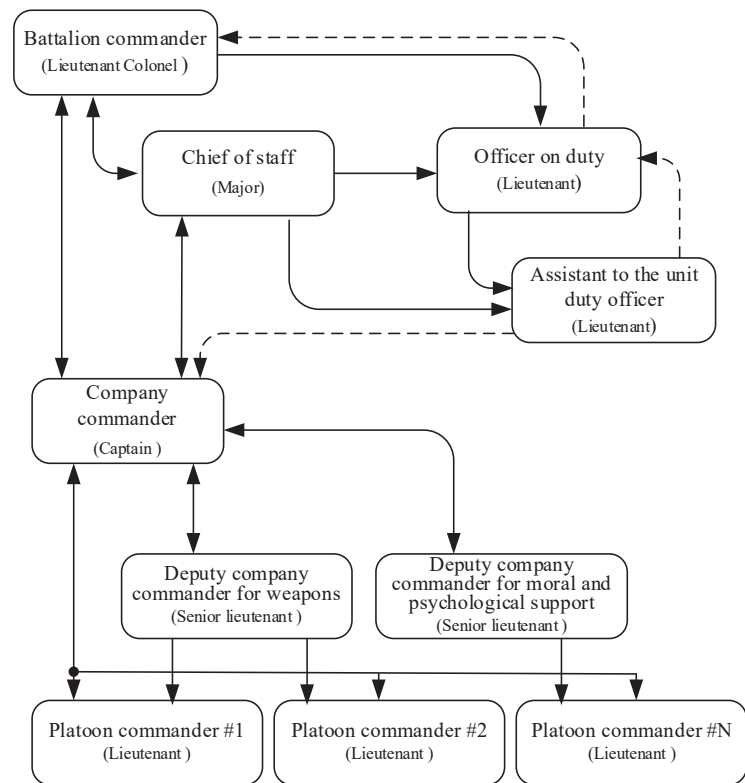 Battalion commander
(Lieutenant Colonel )
Chief of staff
(Major)
Officer on duty
(Lieutenant)
Assistant to the unit
duty officer
(Lieutenant)
Company
commander
(Captain )
Deputy company
commander for weapons
(Senior lieutenant )
Deputy company
commander for moral and
psychological support
(Senior lieutenant )
Platoon commander #1
(Lieutenant )
Platoon commander #2
(Lieutenant )
Platoon commander #N
(Lieutenant )